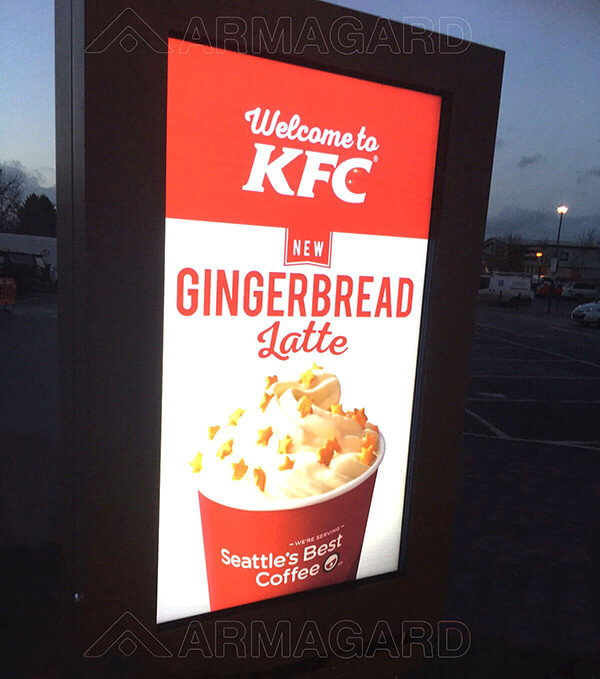 ARMAGARD
Welcome to
KFC®
NEW
GINGERBREAD
Latte
-WE'RE SERVING-
Seattle's Best
Coffee
ARMAGARD